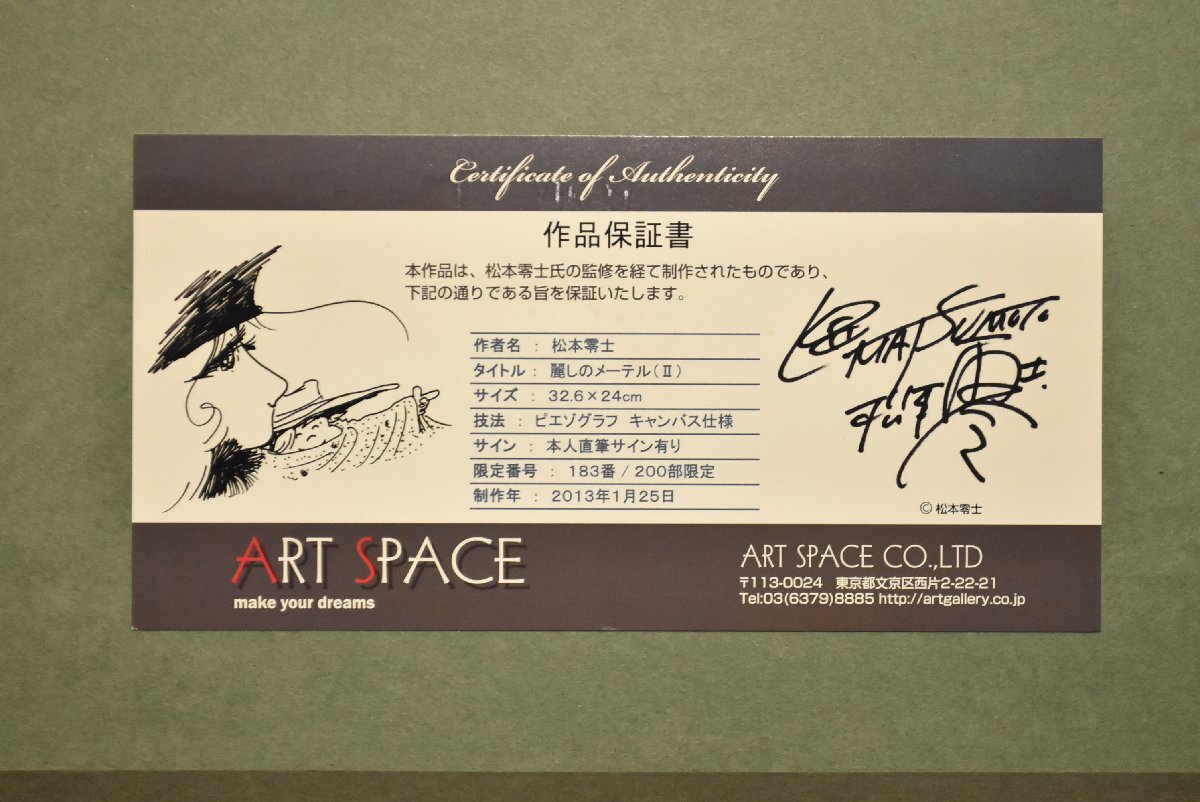 Certificate of Authenticity
作品保証書
本作品は、松本零士氏の監修を経て制作されたものであり、
下記の通りである旨を保証いたします。
作者名 : 松本零士
タイトル : 麗しのメーテル(Ⅱ)
サイズ : 32.6×24cm
技法 : ピエゾグラフ キャンバス仕様
サイン : 本人直筆サイン有り
限定番号 : 183番 / 200部限定
制作年 : 2013年1月25日
MATSUMOTO
© 松本零士
ART SPACE
make your dreams
ART SPACE CO.,LTD
〒113-0024 東京都文京区西片2-22-21
Tel;03(6379)8885 http://artgallery.co.jp